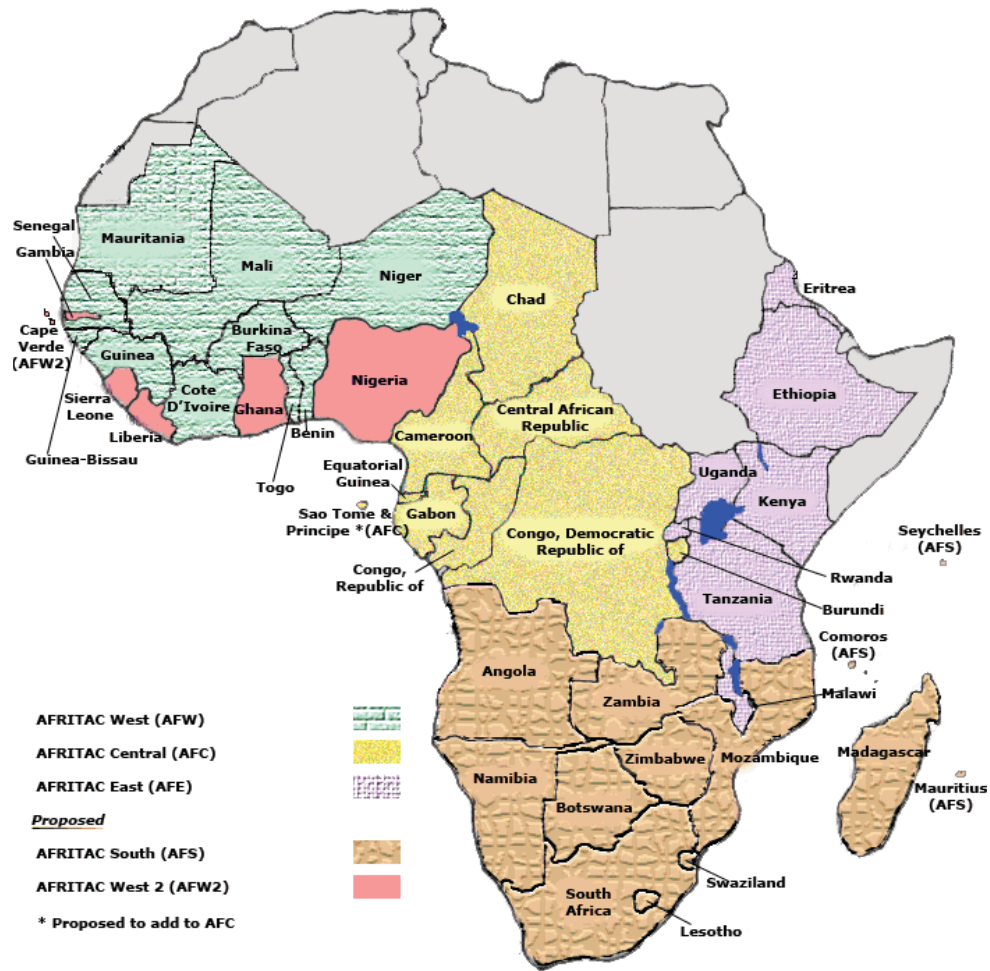 Senegal
Gambia
Mauritania
Mali
Niger
Chad
Eritrea
Cape
Verde
(AFW2)
Guinea
Burkina
Faso
Nigeria
Ethiopia
Sierra
Leone
Cote
D'Ivoire
Ghana
Central African
Republic
Liberia
Benin
Cameroon
Guinea-Bissau
Togo
Equatorial
Guinea
Uganda
Kenya
Sao Tome &
Principe *(AFC)
Gabon
Congo, Democratic
Republic of
Seychelles
(AFS)
Congo,
Republic of
Rwanda
Tanzania
Burundi
Comoros
(AFS)
Angola
Malawi
Zambia
AFRITAC West (AFW)
AFRITAC Central (AFC)
Zimbabwe
Mozambique
Madagascar
AFRITAC East (AFE)
Namibia
Mauritius
(AFS)
Botswana
Proposed
AFRITAC South (AFS)
AFRITAC West 2 (AFW2)
Swaziland
South
Africa
* Proposed to add to AFC
Lesotho